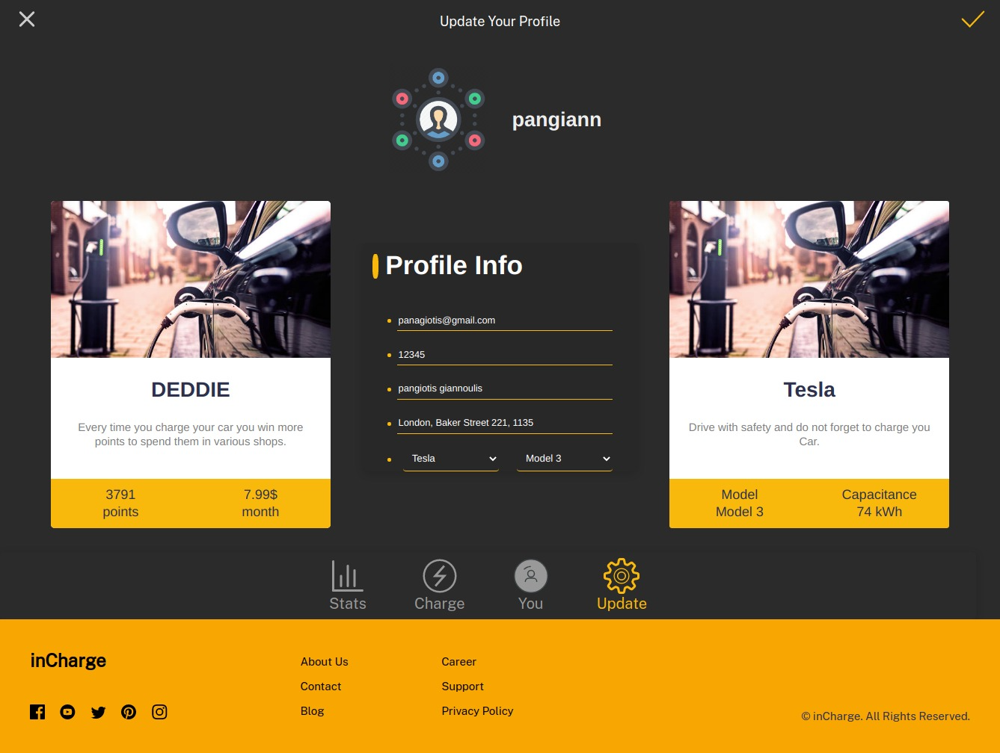 Update Your Profile
pangiann
DEDDIE
Every time you charge your car you win more
points to spend them in various shops.
3791
points
7.99$
month
Profile Info
panagiotis@gmail.com
12345
pangiotis giannoulis
London, Baker Street 221, 1135
Tesla Model 3
Tesla
Drive with safety and do not forget to charge you
Car.
Model
Model 3
Capacitance
74 kWh
Stats Charge You Update
inCharge
About Us
Contact
Blog
Career
Support
Privacy Policy
© inCharge. All Rights Reserved.